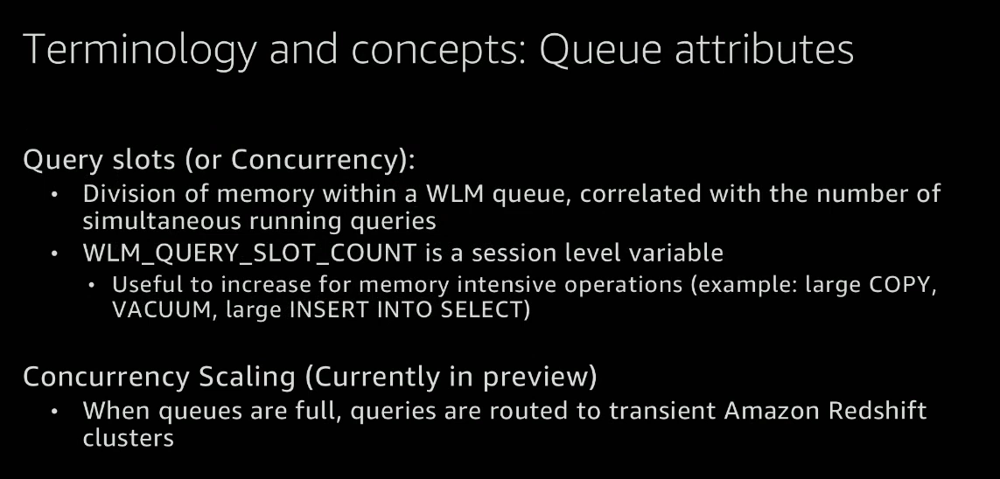 Terminology and concepts: Queue attributes
Query slots (or Concurrency):
• Division of memory within a WLM queue, correlated with the number of
simultaneous running queries
• WLM_QUERY_SLOT_COUNT is a session level variable
• Useful to increase for memory intensive operations (example: large COPY,
VACUUM, large INSERT INTO SELECT)
Concurrency Scaling (Currently in preview)
• When queues are full, queries are routed to transient Amazon Redshift
clusters